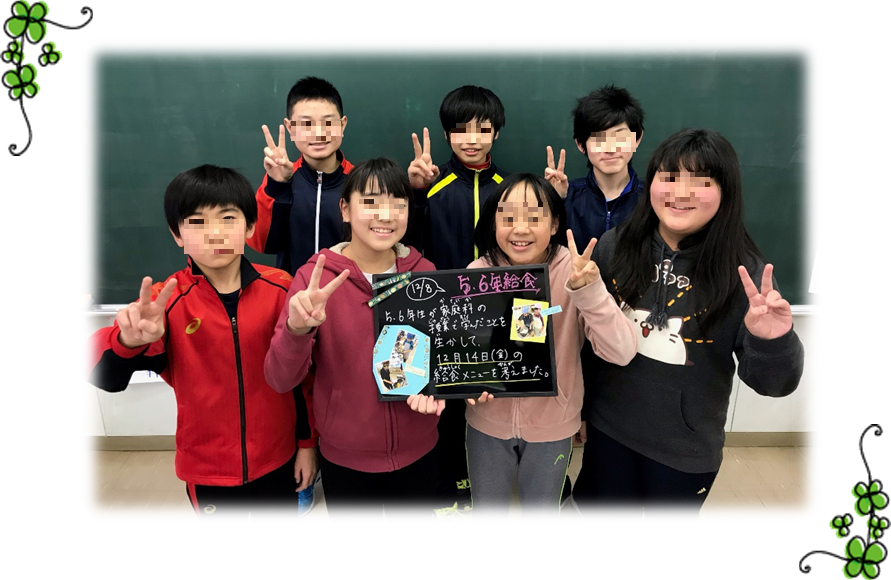 12/8
5.6年給食
5.6年生が家庭科の
授業で学んだことを
生かして、
12月14日(金)の
給食メニューを考えました。